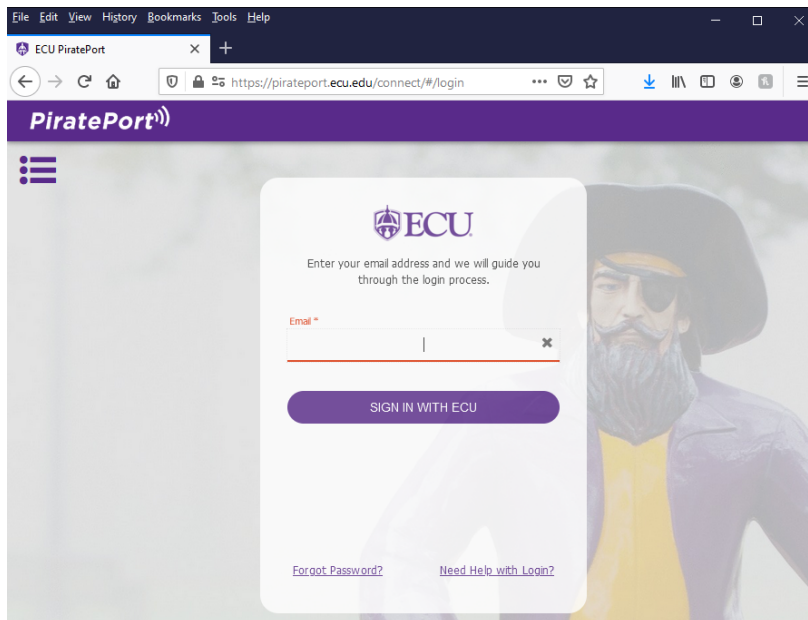 File Edit View History Bookmarks Tools Help
ECU PiratePort
https://pirateport.ecu.edu/connect/#/login
PiratePort
ECU
Enter your email address and we will guide you
through the login process.
Email *
SIGN IN WITH ECU
Forgot Password? Need Help with Login?